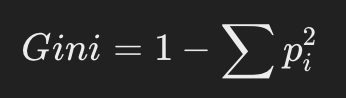 Gini = 1 − ∑ p_i^2